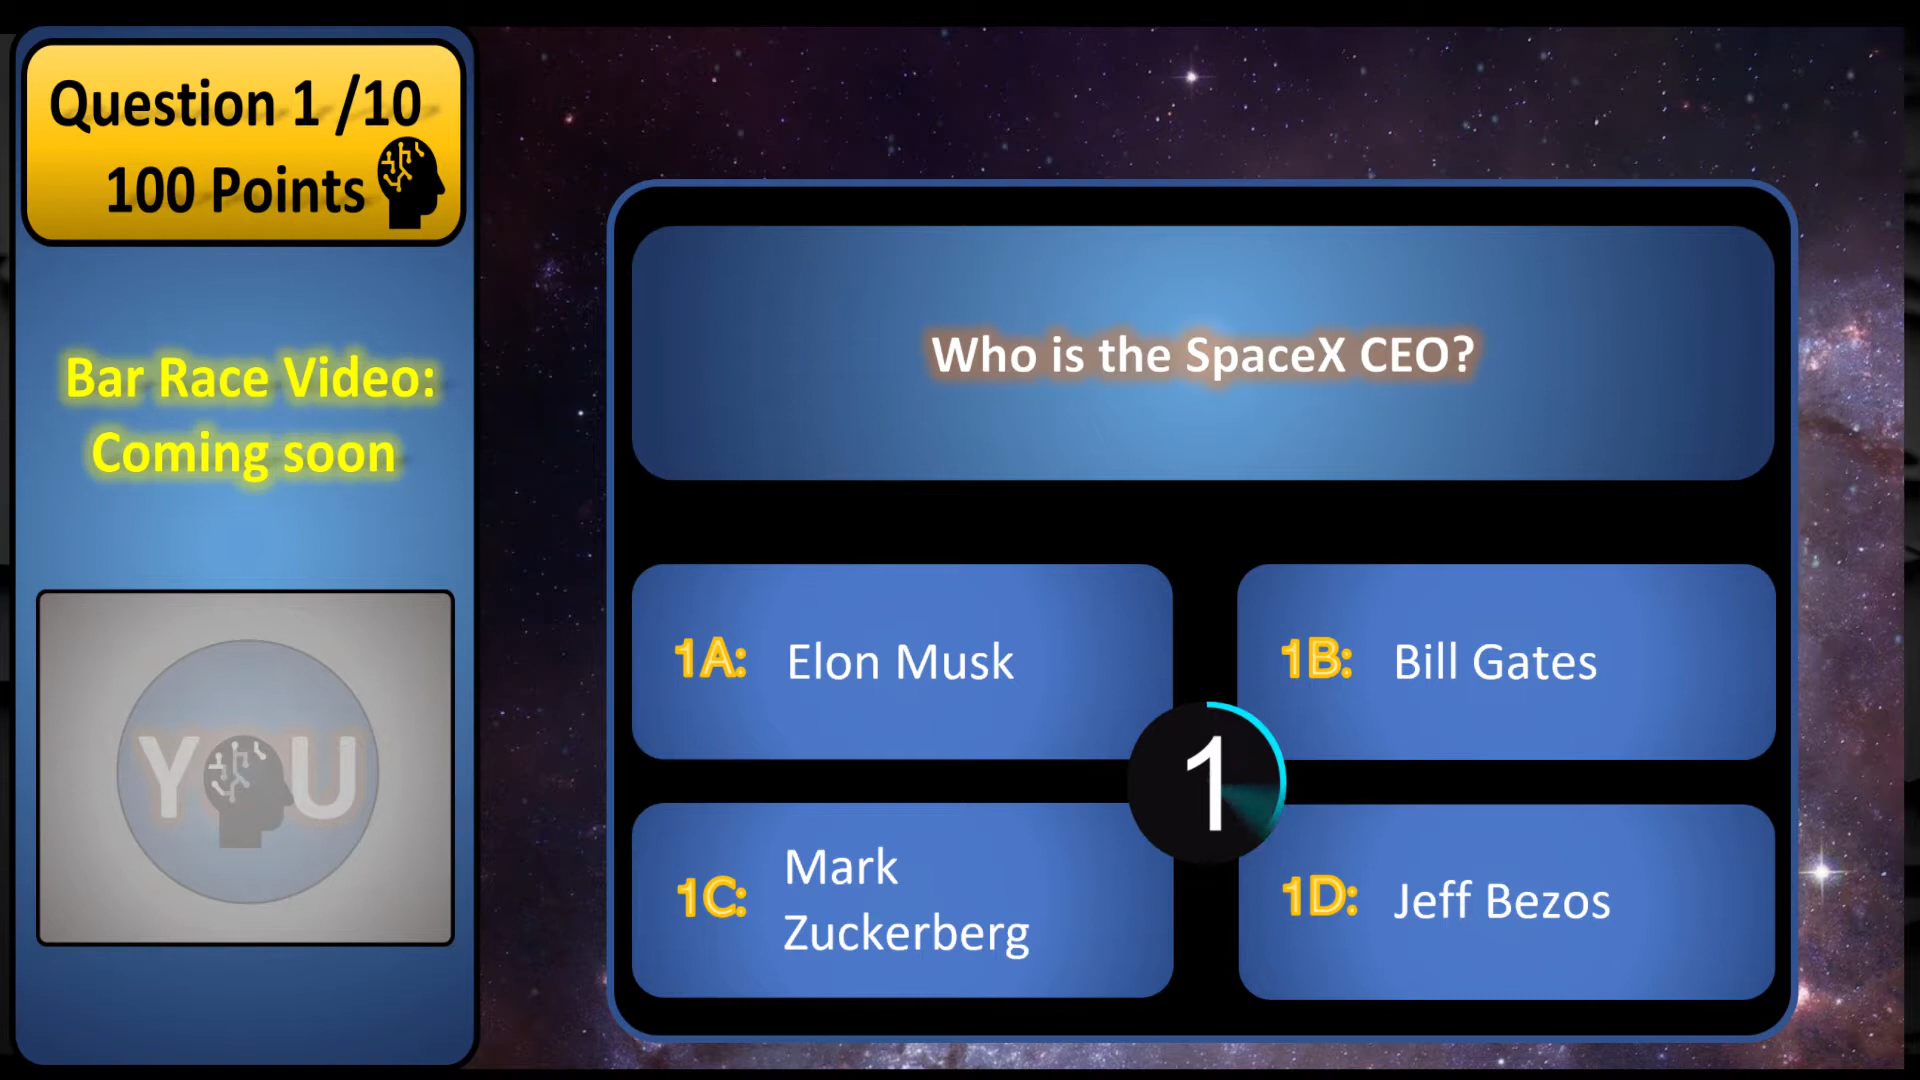 Question 1 /10
100 Points
Bar Race Video:
Coming soon
YOU
Who is the SpaceX CEO?
1A: Elon Musk
1B: Bill Gates
1
1C: Mark
Zuckerberg
1D: Jeff Bezos